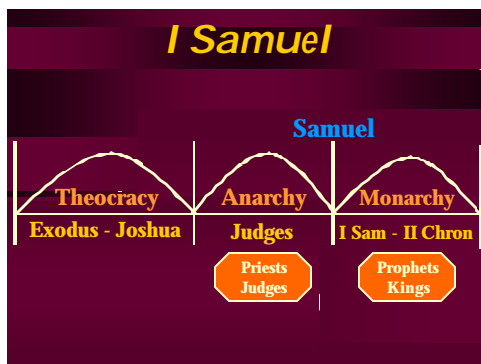 I Samuel
Samuel
Theocracy Anarchy Monarchy
Exodus - Joshua Judges I Sam - II Chron
Priests
Judges
Prophets
Kings